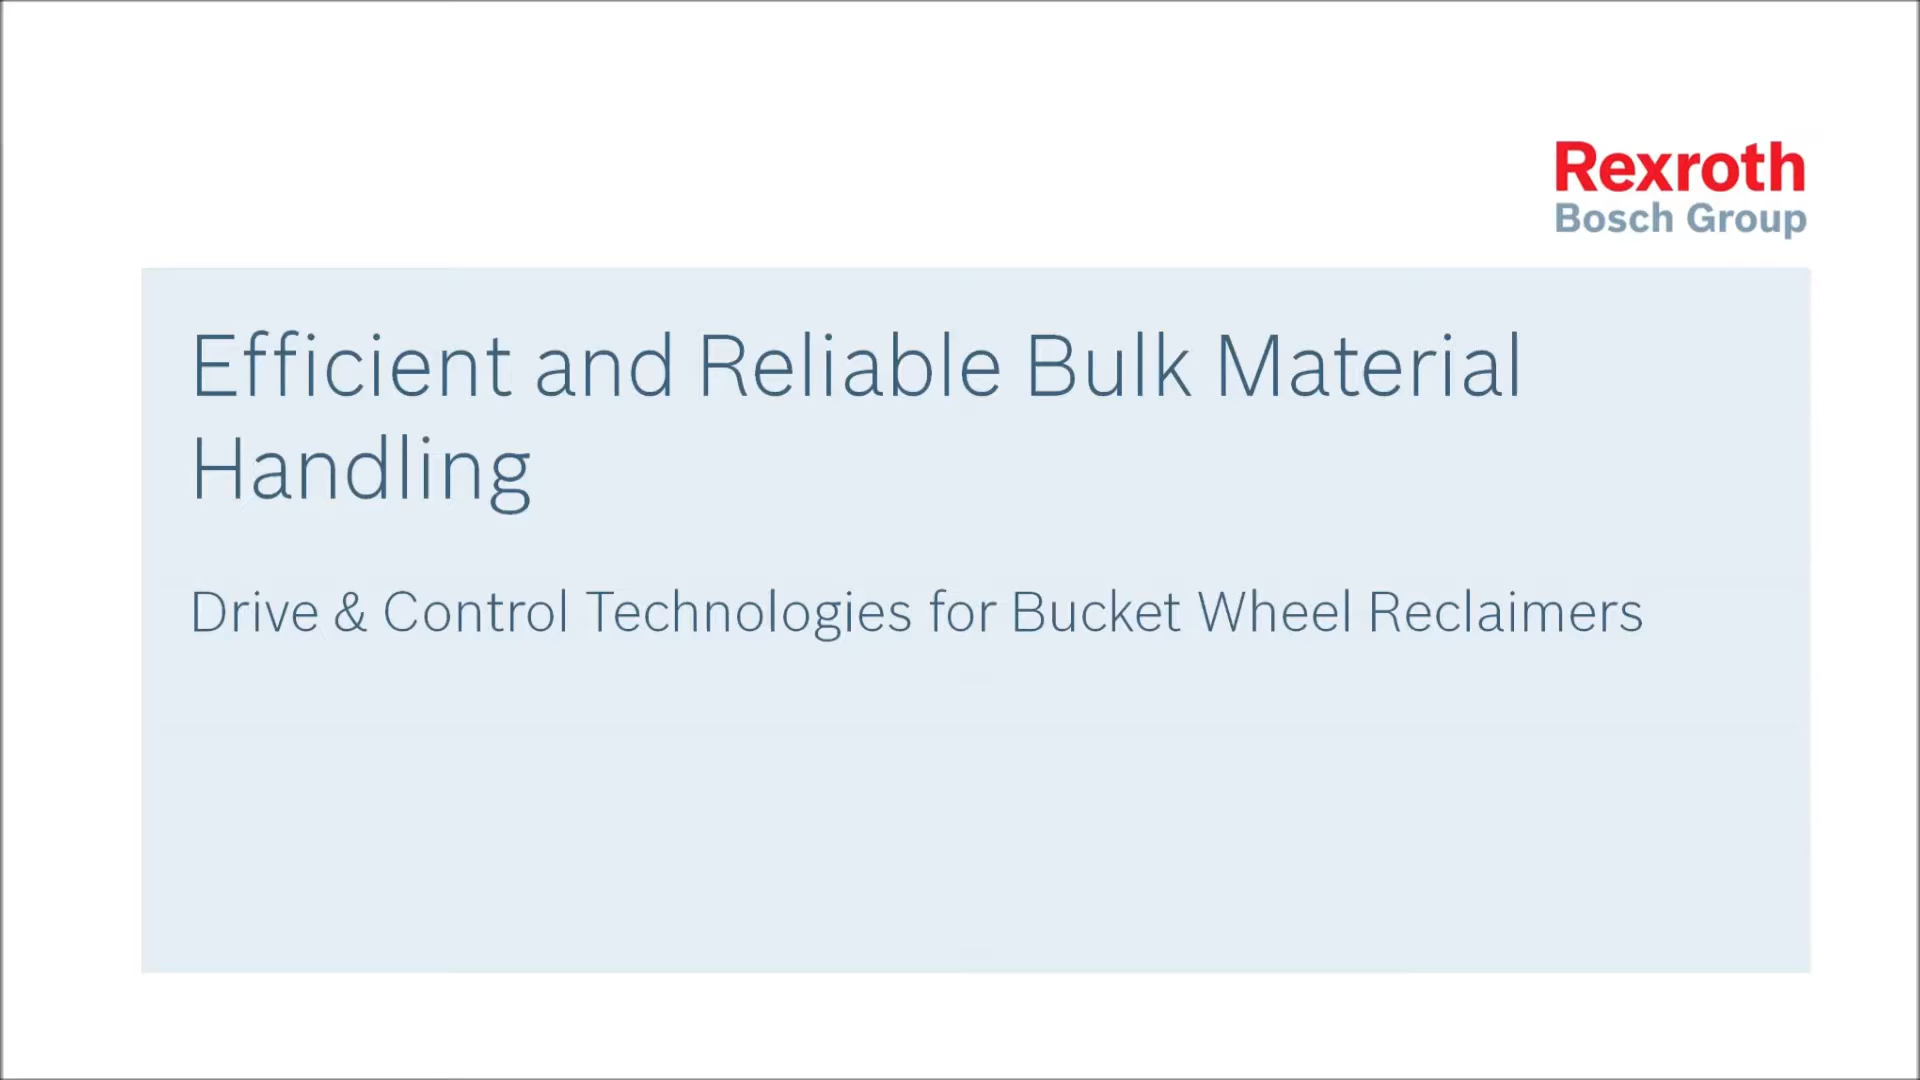 Rexroth
Bosch Group
Efficient and Reliable Bulk Material
Handling
Drive & Control Technologies for Bucket Wheel Reclaimers